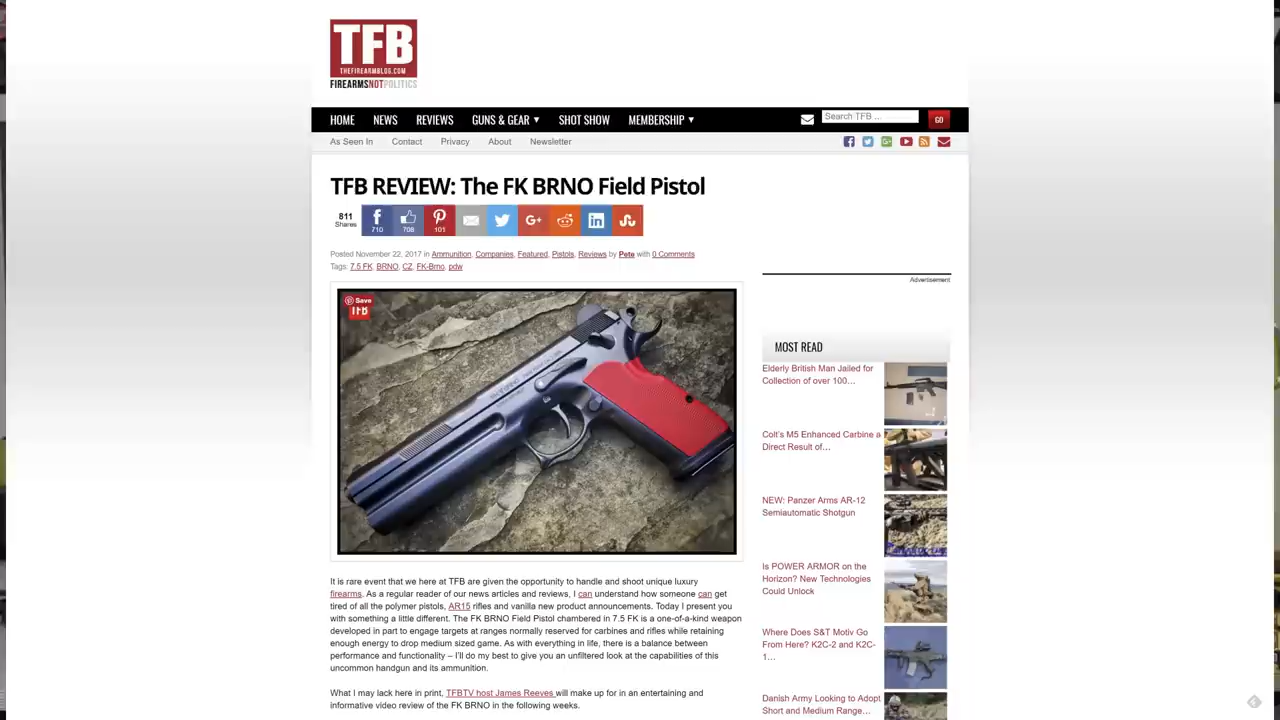 TFB
THEFIREARMBLOG.COM
FIREARMSNOTPOLITICS
HOME NEWS REVIEWS GUNS & GEAR ▼ SHOT SHOW MEMBERSHIP ▼ Search TFB ... GO
As Seen In Contact Privacy About Newsletter
TFB REVIEW: The FK BRNO Field Pistol
811
Shares
710 708 101 G+
Posted November 22, 2017 in Ammunition, Companies, Featured, Pistols, Reviews by Pete with 0 Comments
Tags: 7.5 FK, BRNO, CZ, FK-Brno, pdw
Advertisement
Save
TFB
MOST READ
Elderly British Man Jailed for
Collection of over 100…
Colt's M5 Enhanced Carbine a
Direct Result of…
NEW: Panzer Arms AR-12
Semiautomatic Shotgun
Is POWER ARMOR on the
Horizon? New Technologies
Could Unlock
Where Does S&T Motiv Go
From Here? K2C-2 and K2C-
1…
Danish Army Looking to Adopt
Short and Medium Range…
It is rare event that we here at TFB are given the opportunity to handle and shoot unique luxury
firearms. As a regular reader of our news articles and reviews, I can understand how someone can get
tired of all the polymer pistols, AR15 rifles and vanilla new product announcements. Today I present you
with something a little different. The FK BRNO Field Pistol chambered in 7.5 FK is a one-of-a-kind weapon
developed in part to engage targets at ranges normally reserved for carbines and rifles while retaining
enough energy to drop medium sized game. As with everything in life, there is a balance between
performance and functionality – I'll do my best to give you an unfiltered look at the capabilities of this
uncommon handgun and its ammunition.
What I may lack here in print, TFBTV host James Reeves will make up for in an entertaining and
informative video review of the FK BRNO in the following weeks.